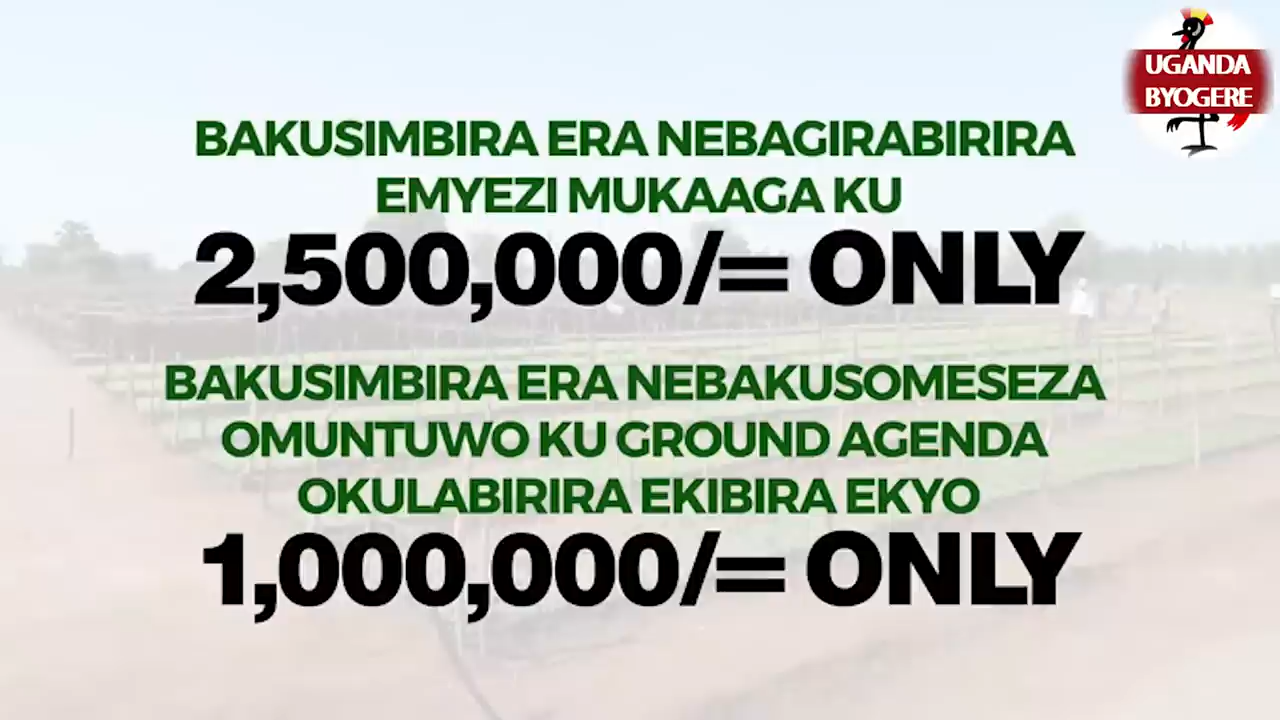 UGANDA
BYOGERE
BAKUSIMBIRA ERA NEBAGIRABIRIRA
EMYEZI MUKAAGA KU
2,500,000/= ONLY
BAKUSIMBIRA ERA NEBAKUSOMESEZA
OMUNTUWO KU GROUND AGENDA
OKULABIRIRA EKIBIRA EKYO
1,000,000/= ONLY